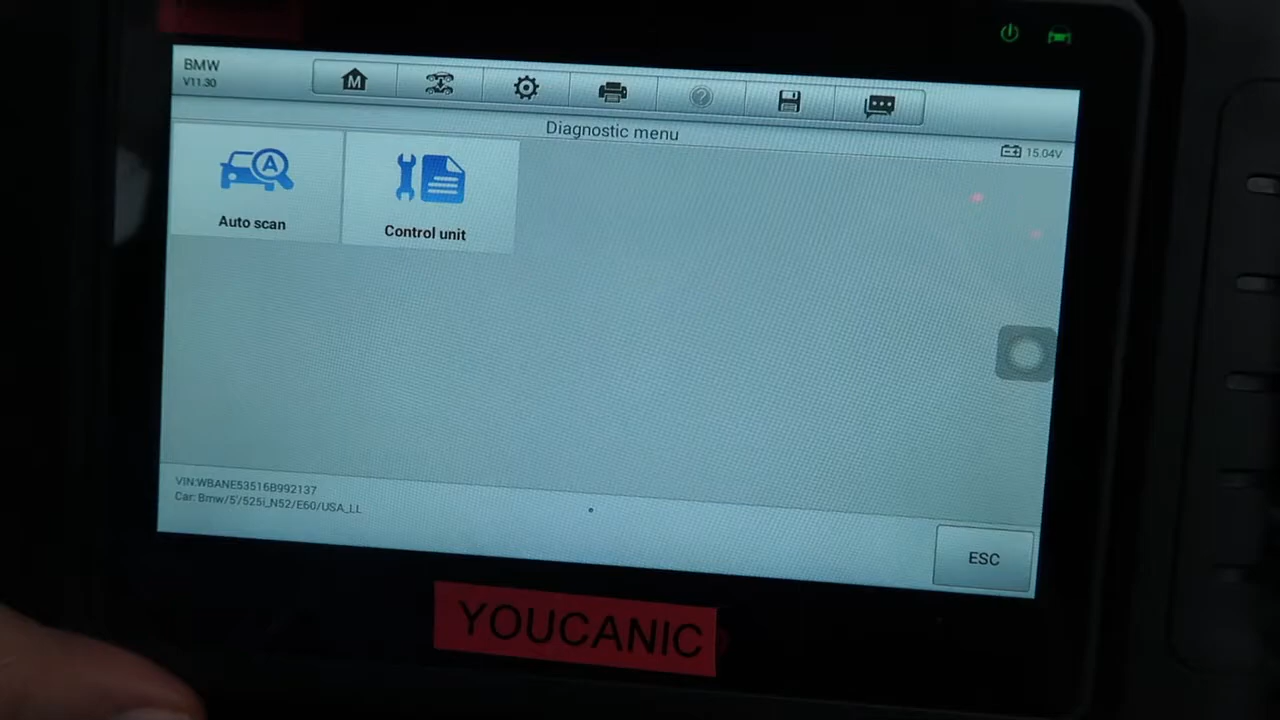 BMW
V11.30
M
Diagnostic menu
15.04V
A
Auto scan
Control unit
VIN:WBANE53516B992137
Car: Bmw/5'/525i_N52/E60/USA_LL
ESC
YOUCANIC